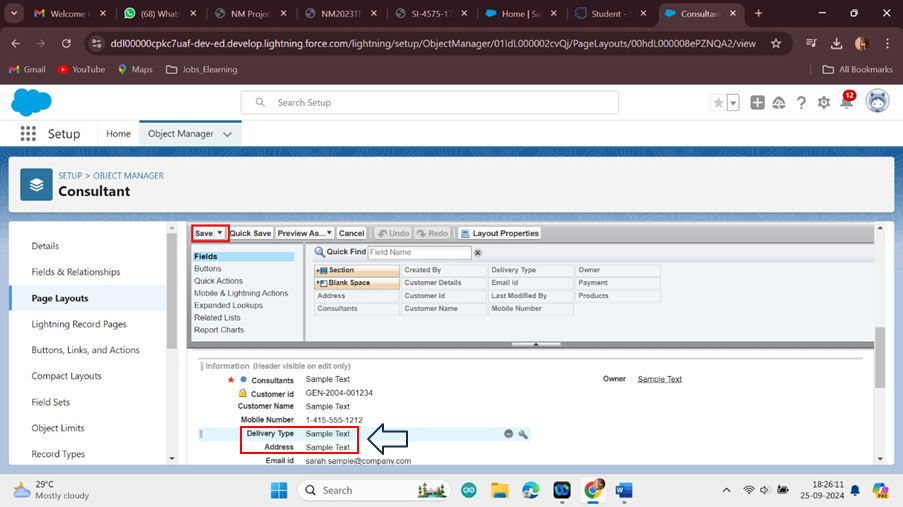 Welcome
(68) Whats
NM Projec
NM2023T
SI-4575-1
Home | Sa
Student -
Consultant
ddl00000cpkc7uaf-dev-ed.develop.lightning.force.com/lightning/setup/ObjectManager/01IdL000002cvQj/PageLayouts/00hdL000008ePZNQA2/view
Gmail YouTube Maps Jobs_Elearning All Bookmarks
Search Setup
12
Setup Home Object Manager
SETUP > OBJECT MANAGER
Consultant
Details
Fields & Relationships
Page Layouts
Lightning Record Pages
Buttons, Links, and Actions
Compact Layouts
Field Sets
Object Limits
Record Types
Save Quick Save Preview As... Cancel Undo Redo Layout Properties
Fields
Buttons
Quick Actions
Mobile & Lightning Actions
Expanded Lookups
Related Lists
Report Charts
Quick Find Field Name
Section Created By Delivery Type Owner
Blank Space Customer Details Email id Payment
Address Customer id Last Modified By Products
Consultants Customer Name Mobile Number
Information (Header visible on edit only)
Consultants Sample Text Owner Sample Text
Customer id GEN-2004-001234
Customer Name Sample Text
Mobile Number 1-415-555-1212
Delivery Type Sample Text
Address Sample Text
Email id sarah.sample@company.com
29°C
Mostly cloudy
Search
18:26:11
25-09-2024